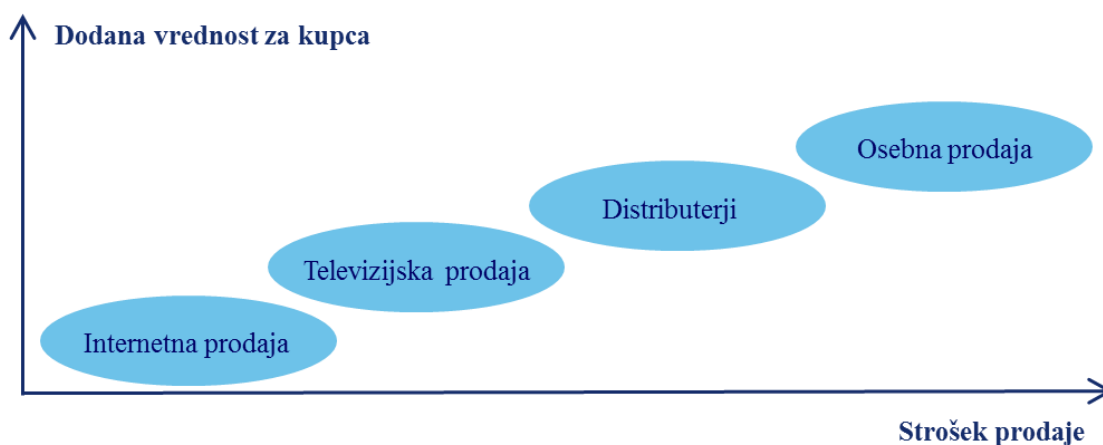 Dodana vrednost za kupca
Osebna prodaja
Distributerji
Televizijska prodaja
Internetna prodaja
Strošek prodaje